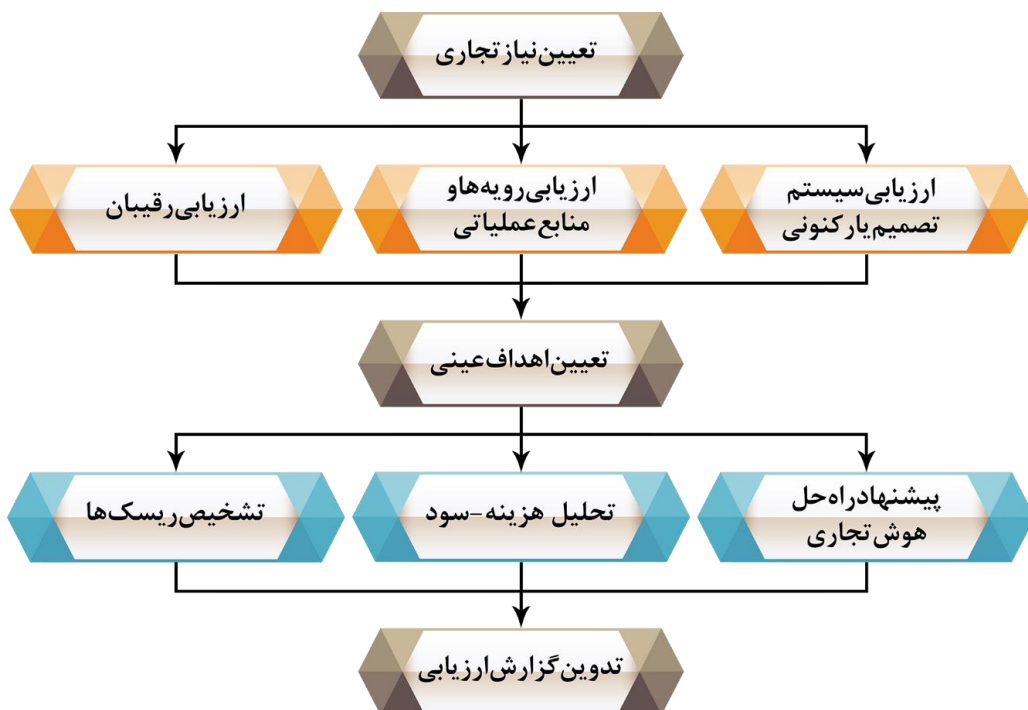 تعیین نیاز تجاری
ارزیابی سیستم
تصمیم یار کنونی
ارزیابی رویه ها و
منابع عملیاتی
ارزیابی رقیبان
تعیین اهداف عینی
پیشنهاد راه حل
هوش تجاری
تحلیل هزینه - سود
تشخیص ریسک ها
تدوین گزارش ارزیابی